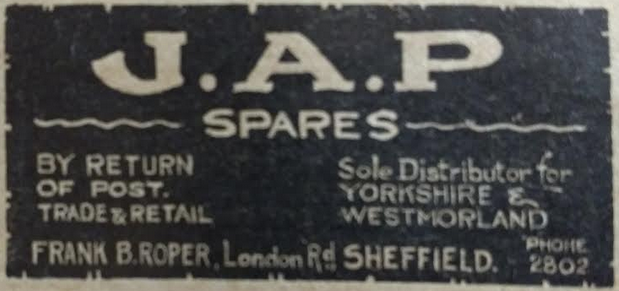 J.A.P
SPARES
BY RETURN
OF POST.
TRADE & RETAIL
Sole Distributor for
YORKSHIRE &
WESTMORLAND
FRANK B. ROPER, London Rd SHEFFIELD. PHONE 2802